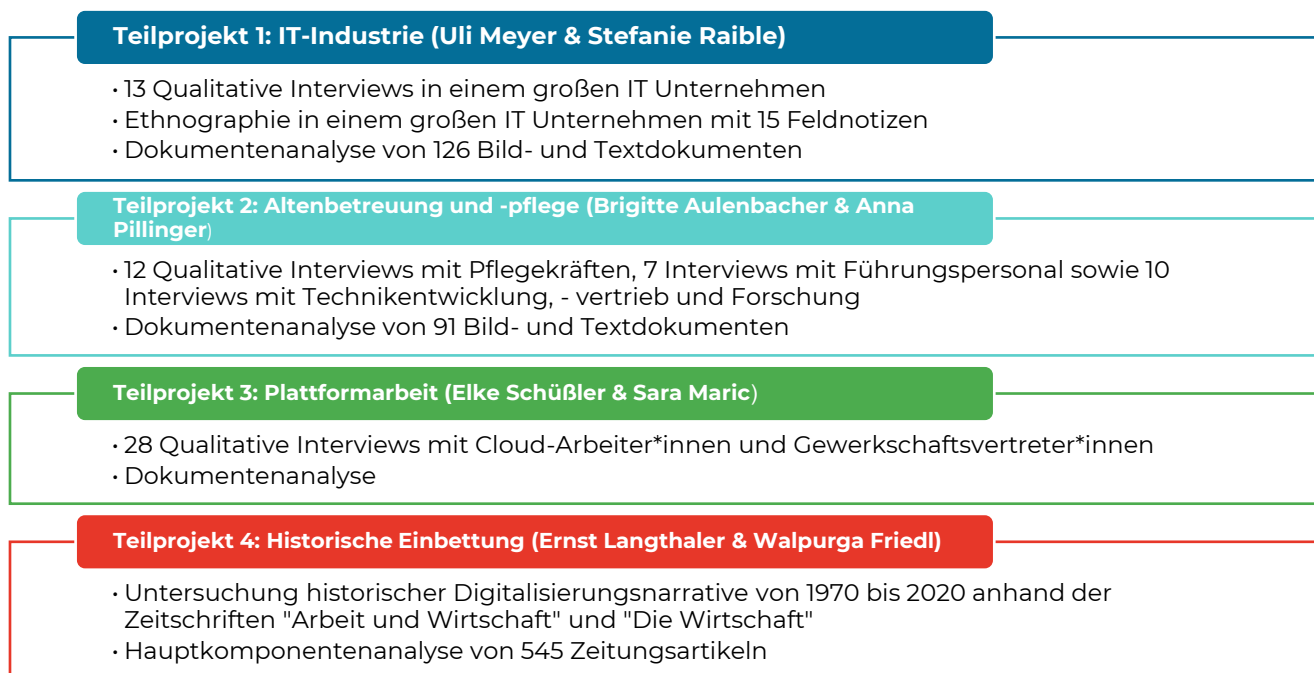 Teilprojekt 1: IT-Industrie (Uli Meyer & Stefanie Raible)
• 13 Qualitative Interviews in einem großen IT Unternehmen
• Ethnographie in einem großen IT Unternehmen mit 15 Feldnotizen
• Dokumentenanalyse von 126 Bild- und Textdokumenten
Teilprojekt 2: Altenbetreuung und -pflege (Brigitte Aulenbacher & Anna
Pillinger)
• 12 Qualitative Interviews mit Pflegekräften, 7 Interviews mit Führungspersonal sowie 10
Interviews mit Technikentwicklung, - vertrieb und Forschung
• Dokumentenanalyse von 91 Bild- und Textdokumenten
Teilprojekt 3: Plattformarbeit (Elke Schüßler & Sara Maric)
• 28 Qualitative Interviews mit Cloud-Arbeiter*innen und Gewerkschaftsvertreter*innen
• Dokumentenanalyse
Teilprojekt 4: Historische Einbettung (Ernst Langthaler & Walpurga Friedl)
• Untersuchung historischer Digitalisierungsnarrative von 1970 bis 2020 anhand der
Zeitschriften "Arbeit und Wirtschaft" und "Die Wirtschaft"
• Hauptkomponentenanalyse von 545 Zeitungsartikeln